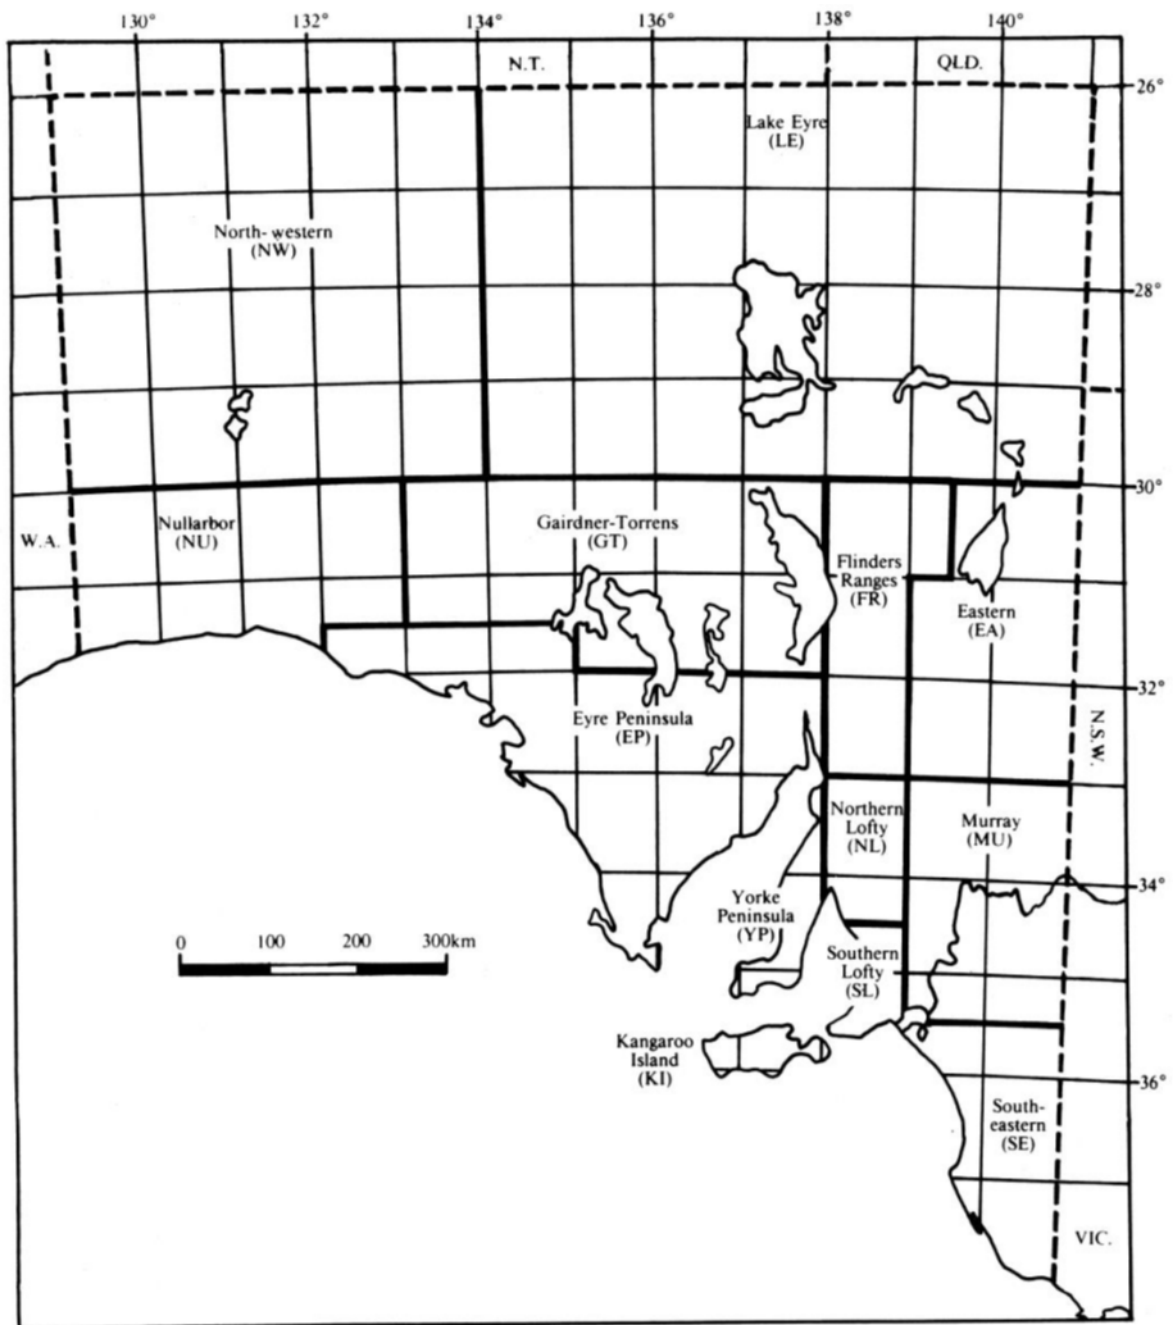 130° 132° 134° 136° 138° 140°
N.T. QLD.
26°
Lake Eyre
(LE)
North-western
(NW)
28°
30°
W.A.
Nullarbor
(NU)
Gairdner-Torrens
(GT)
Flinders
Ranges
(FR)
Eastern
(EA)
32°
Eyre Peninsula
(EP)
N.S.W.
Northern
Lofty
(NL)
Murray
(MU)
34°
Yorke
Peninsula
(YP)
0 100 200 300km
Southern
Lofty
(SL)
Kangaroo
Island
(KI)
36°
South-
eastern
(SE)
VIC.